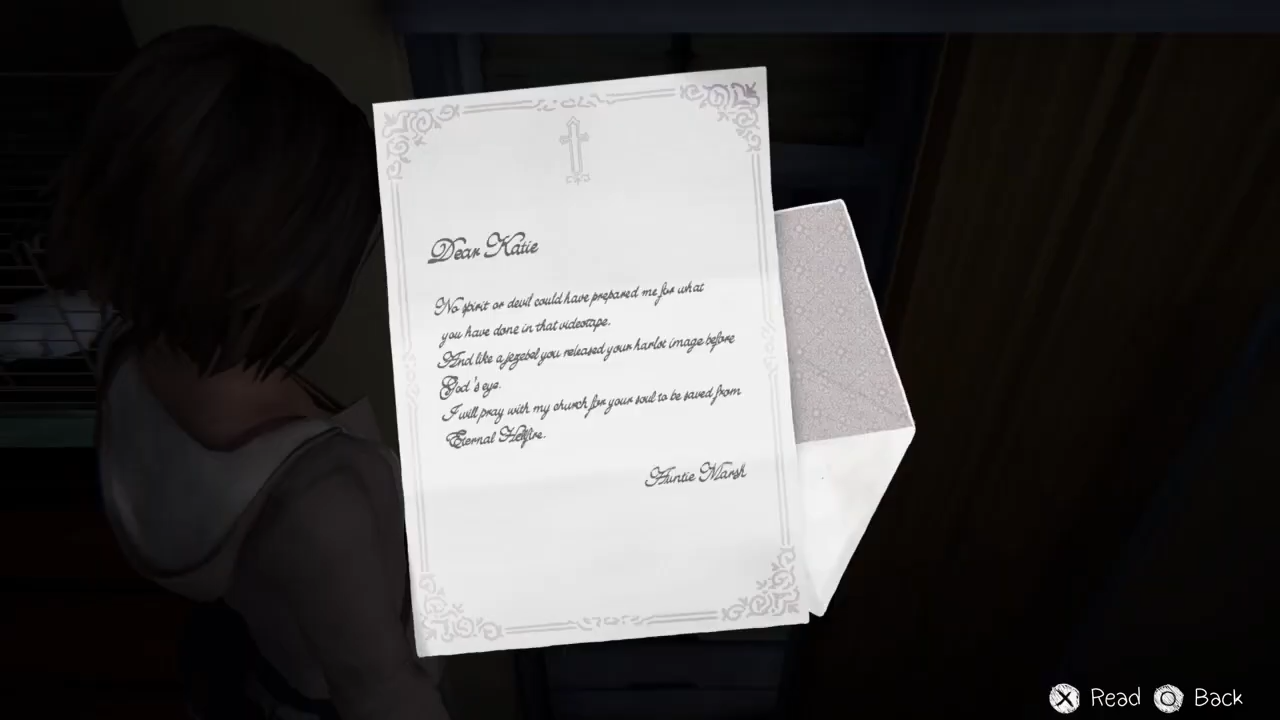 Dear Katie
No spirit or devil could have prepared me for what
you have done in that videotape.
And like a jezebel you released your harlot image before
God's eye.
I will pray with my church for your soul to be saved from
Eternal Hellfire.
Auntie Marsh
Read Back